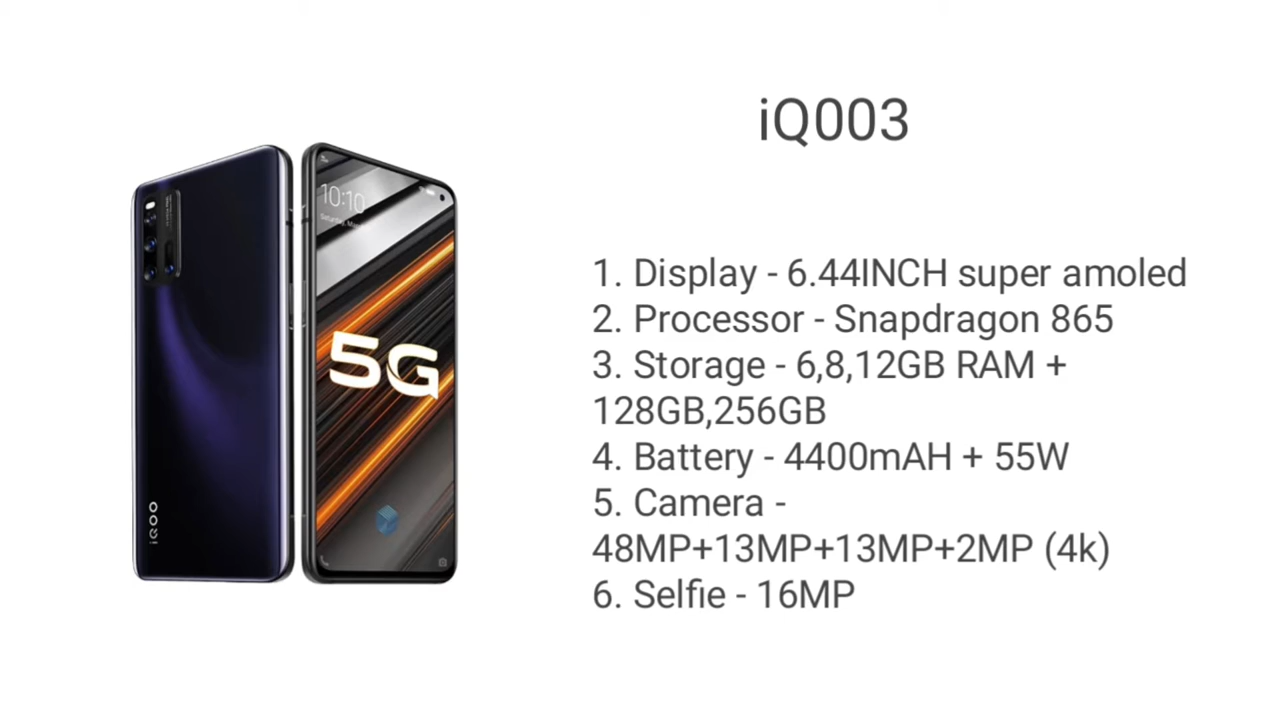 iQ003
10:10
5G
iQOO
1. Display - 6.44INCH super amoled
2. Processor - Snapdragon 865
3. Storage - 6,8,12GB RAM +
128GB,256GB
4. Battery - 4400mAH + 55W
5. Camera -
48MP+13MP+13MP+2MP (4k)
6. Selfie - 16MP